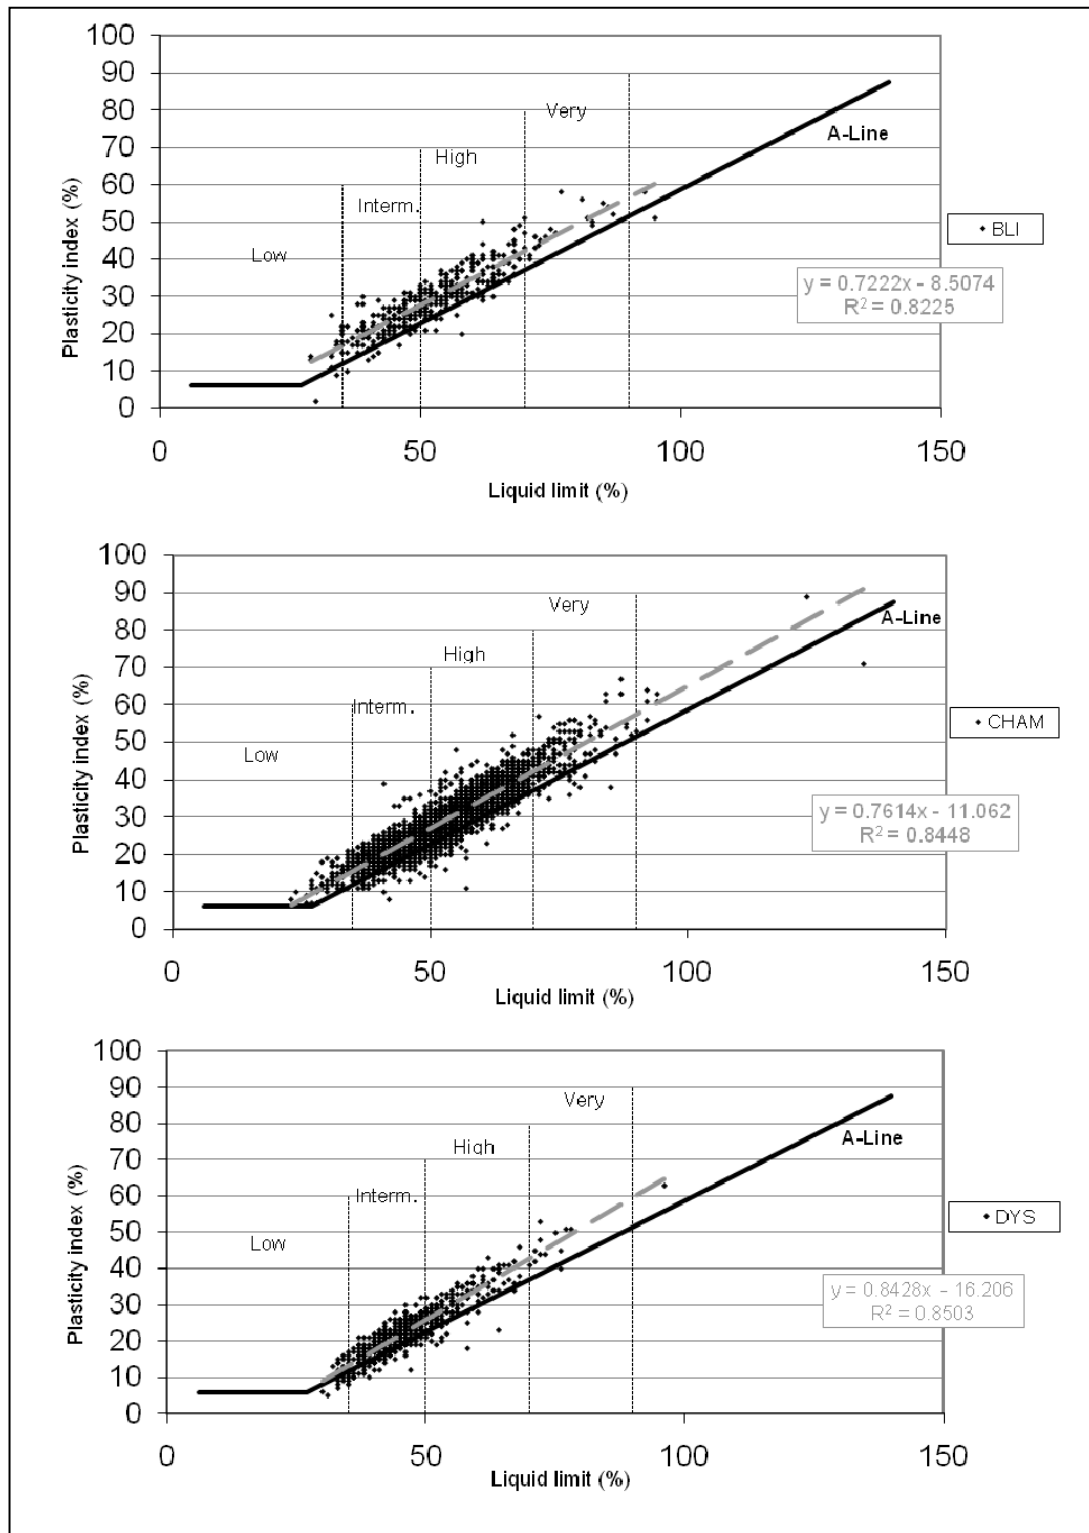 100
90
80
70
60
50
40
30
20
10
0
Plasticity index (%)
Low
Interm.
High
Very
A-Line
BLI
y = 0.7222x - 8.5074
R² = 0.8225
0 50 100 150
Liquid limit (%)
100
90
80
70
60
50
40
30
20
10
0
Plasticity index (%)
Low
Interm.
High
Very
A-Line
CHAM
y = 0.7614x - 11.062
R² = 0.8448
0 50 100 150
Liquid limit (%)
100
90
80
70
60
50
40
30
20
10
0
Plasticity index (%)
Low
Interm.
High
Very
A-Line
DYS
y = 0.8428x - 16.206
R² = 0.8503
0 50 100 150
Liquid limit (%)